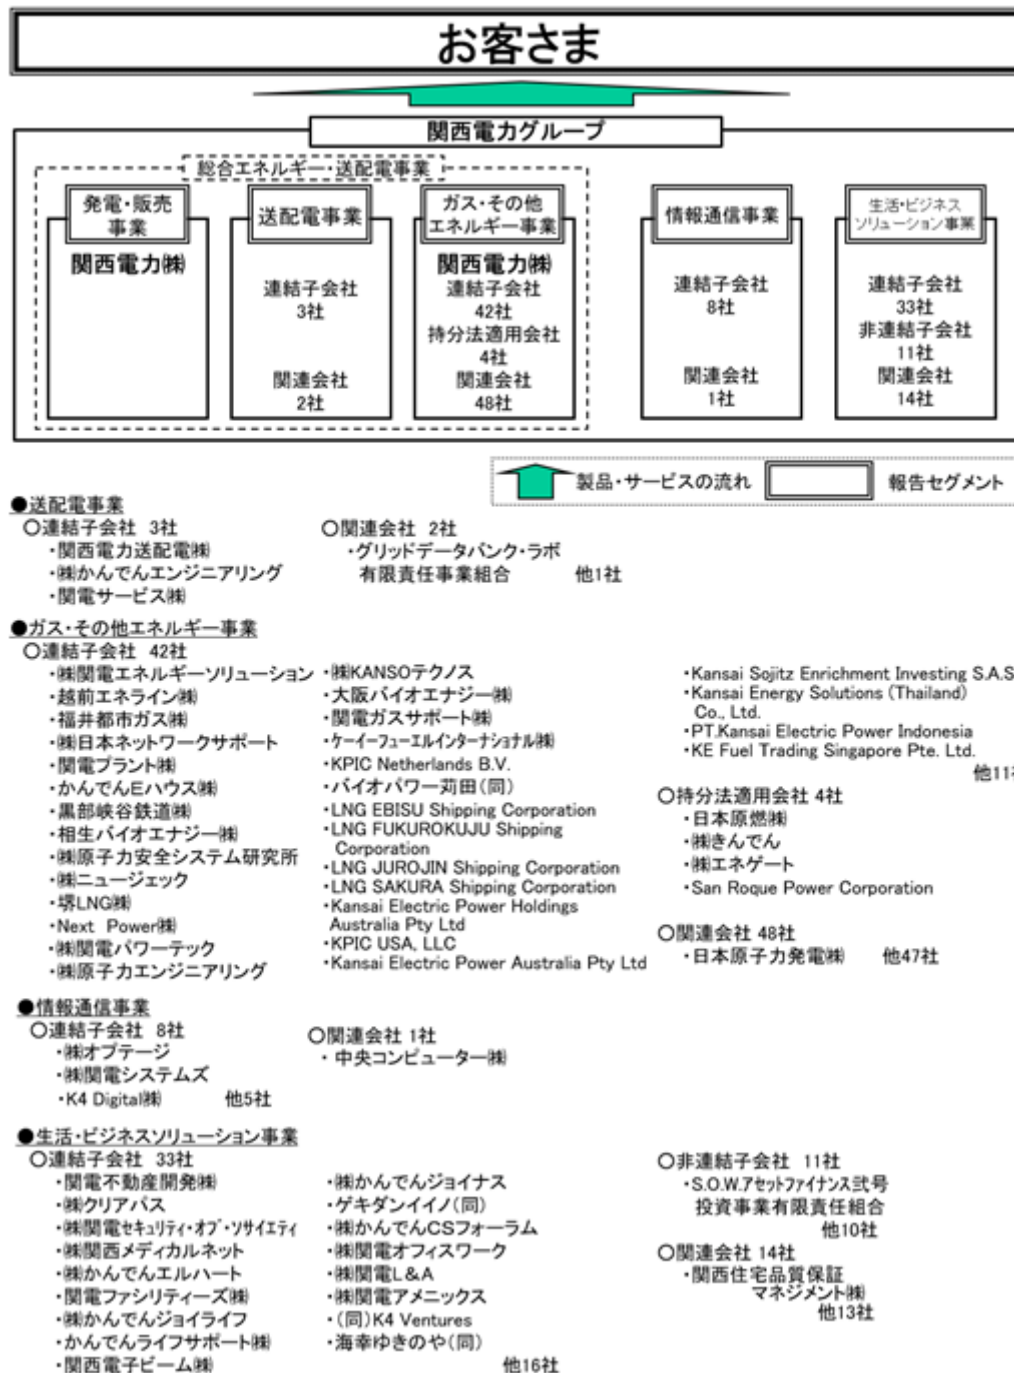 お客さま
関西電力グループ
総合エネルギー・送配電事業
発電・販売
事業
関西電力㈱
送配電事業
連結子会社
3社
関連会社
2社
ガス・その他
エネルギー事業
関西電力㈱
連結子会社
42社
持分法適用会社
4社
関連会社
48社
情報通信事業
連結子会社
8社
関連会社
1社
生活・ビジネス
ソリューション事業
連結子会社
33社
非連結子会社
11社
関連会社
14社
製品・サービスの流れ
報告セグメント
●送配電事業
○連結子会社 3社
・関西電力送配電㈱
・㈱かんでんエンジニアリング
・関電サービス㈱
○関連会社 2社
・グリッドデータバンク・ラボ
有限責任事業組合 他1社
●ガス・その他エネルギー事業
○連結子会社 42社
・㈱関電エネルギーソリューション
・越前エネライン㈱
・福井都市ガス㈱
・㈱日本ネットワークサポート
・関電プラント㈱
・かんでんEハウス㈱
・黒部峡谷鉄道㈱
・相生バイオエナジー㈱
・㈱原子力安全システム研究所
・㈱ニュージェック
・堺LNG㈱
・Next Power㈱
・㈱関電パワーテック
・㈱原子力エンジニアリング
・㈱KANSOテクノス
・大阪バイオエナジー㈱
・関電ガスサポート㈱
・ケーイーフューエルインターナショナル㈱
・KPIC Netherlands B.V.
・バイオパワー苅田(同)
・LNG EBISU Shipping Corporation
・LNG FUKUROKUJU Shipping
Corporation
・LNG JUROJIN Shipping Corporation
・LNG SAKURA Shipping Corporation
・Kansai Electric Power Holdings
Australia Pty Ltd
・KPIC USA, LLC
・Kansai Electric Power Australia Pty Ltd
・Kansai Sojitz Enrichment Investing S.A.S
・Kansai Energy Solutions (Thailand)
Co., Ltd.
・PT.Kansai Electric Power Indonesia
・KE Fuel Trading Singapore Pte. Ltd.
他11社
○持分法適用会社 4社
・日本原燃㈱
・㈱きんでん
・㈱エネゲート
・San Roque Power Corporation
○関連会社 48社
・日本原子力発電㈱ 他47社
●情報通信事業
○連結子会社 8社
・㈱オプテージ
・㈱関電システムズ
・K4 Digital㈱ 他5社
○関連会社 1社
・中央コンピューター㈱
●生活・ビジネスソリューション事業
○連結子会社 33社
・関電不動産開発㈱
・㈱クリアパス
・㈱関電セキュリティ・オブ・ソサイエティ
・㈱関西メディカルネット
・㈱かんでんエルハート
・関電ファシリティーズ㈱
・㈱かんでんジョイライフ
・かんでんライフサポート㈱
・関西電子ビーム㈱
・㈱かんでんジョイナス
・ゲキダンイイノ(同)
・㈱かんでんCSフォーラム
・㈱関電オフィスワーク
・㈱関電L&A
・㈱関電アメニックス
・(同)K4 Ventures
・海幸ゆきのや(同)
他16社
○非連結子会社 11社
・S.O.W.アセットファイナンス弐号
投資事業有限責任組合
他10社
○関連会社 14社
・関西住宅品質保証
マネジメント㈱
他13社